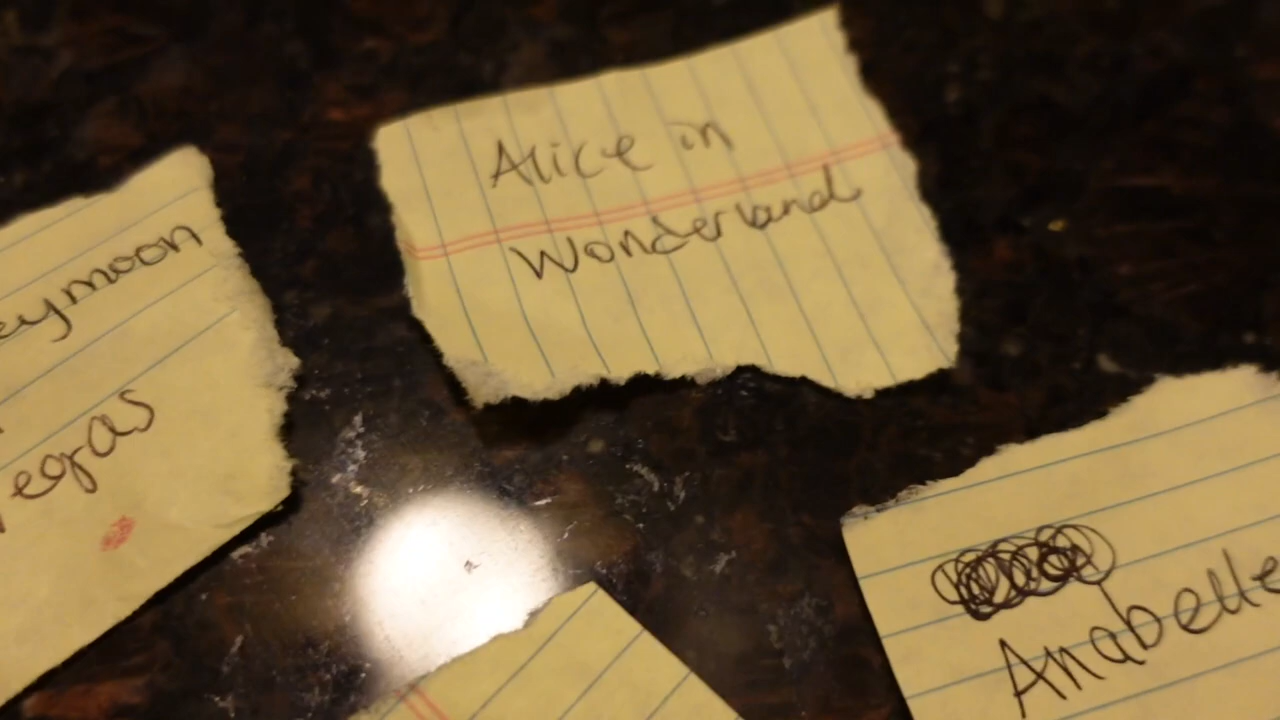 Alice in
Wonderland
eymoon
egas
Anabelle